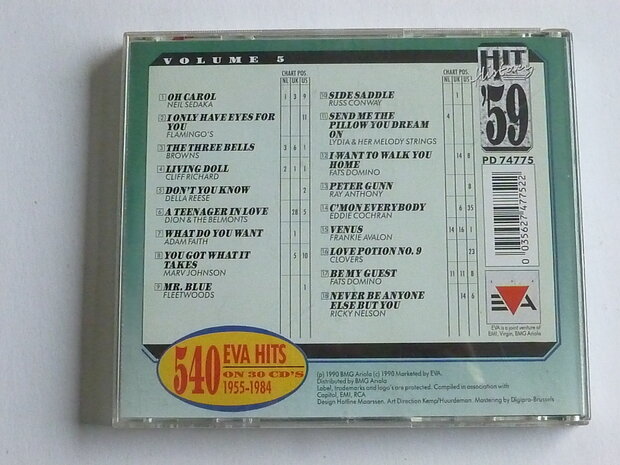 VOLUME 5
HIT
History
'59
PD 74775
CHART POS.
NL UK US
1 OH CAROL 1 3 9
NEIL SEDAKA
2 I ONLY HAVE EYES FOR 11
YOU
FLAMINGO'S
3 THE THREE BELLS 3 6 1
BROWNS
4 LIVING DOLL 2 1 1
CLIFF RICHARD
5 DON'T YOU KNOW 2
DELLA REESE
6 A TEENAGER IN LOVE 28 5
DION & THE BELMONTS
7 WHAT DO YOU WANT 1
ADAM FAITH
8 YOU GOT WHAT IT 5 10
TAKES
MARV JOHNSON
9 MR. BLUE 1
FLEETWOODS
CHART POS.
NL UK US
10 SIDE SADDLE 1
RUSS CONWAY
11 SEND ME THE 4
PILLOW YOU DREAM
ON
LYDIA & HER MELODY STRINGS
12 I WANT TO WALK YOU 14 8
HOME
FATS DOMINO
13 PETER GUNN 8
RAY ANTHONY
14 C'MON EVERYBODY 6 35
EDDIE COCHRAN
15 VENUS 14 16 1
FRANKIE AVALON
16 LOVE POTION NO. 9 23
CLOVERS
17 BE MY GUEST 11 11 8
FATS DOMINO
18 NEVER BE ANYONE 14 6
ELSE BUT YOU
RICKY NELSON
0 035627 477522
EVA
EVA is a joint venture of
EMI, Virgin, BMG Ariola
540 EVA HITS
ON 30 CD'S
1955-1984
(p) 1990 BMG Ariola (c) 1990 Marketed by EVA.
Distributed by BMG Ariola
Label, trademarks and logo's are protected. Compiled in association with
Capitol, EMI, RCA
Design Hotline Maarssen. Art Direction Kemp/Huurdeman. Mastering by Digipro-Brussels